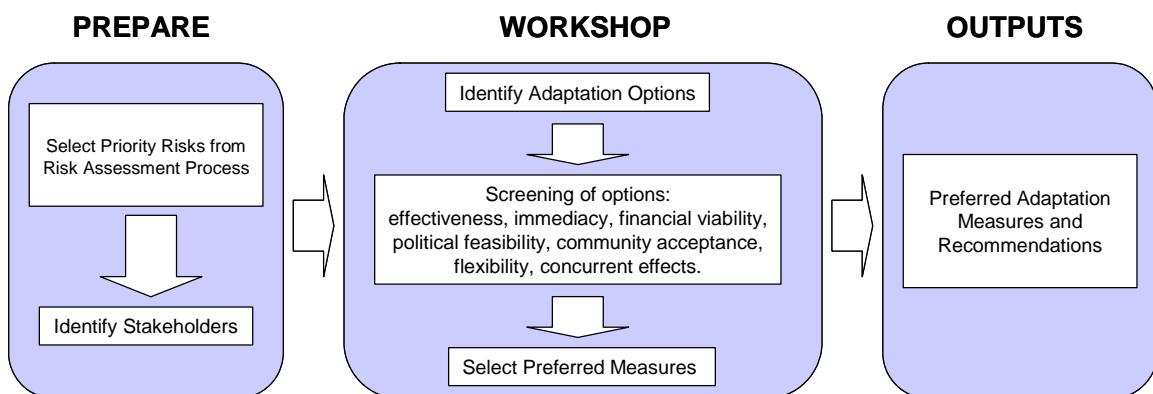 PREPARE
Select Priority Risks from
Risk Assessment Process
Identify Stakeholders
WORKSHOP
Identify Adaptation Options
Screening of options:
effectiveness, immediacy, financial viability,
political feasibility, community acceptance,
flexibility, concurrent effects.
Select Preferred Measures
OUTPUTS
Preferred Adaptation
Measures and
Recommendations